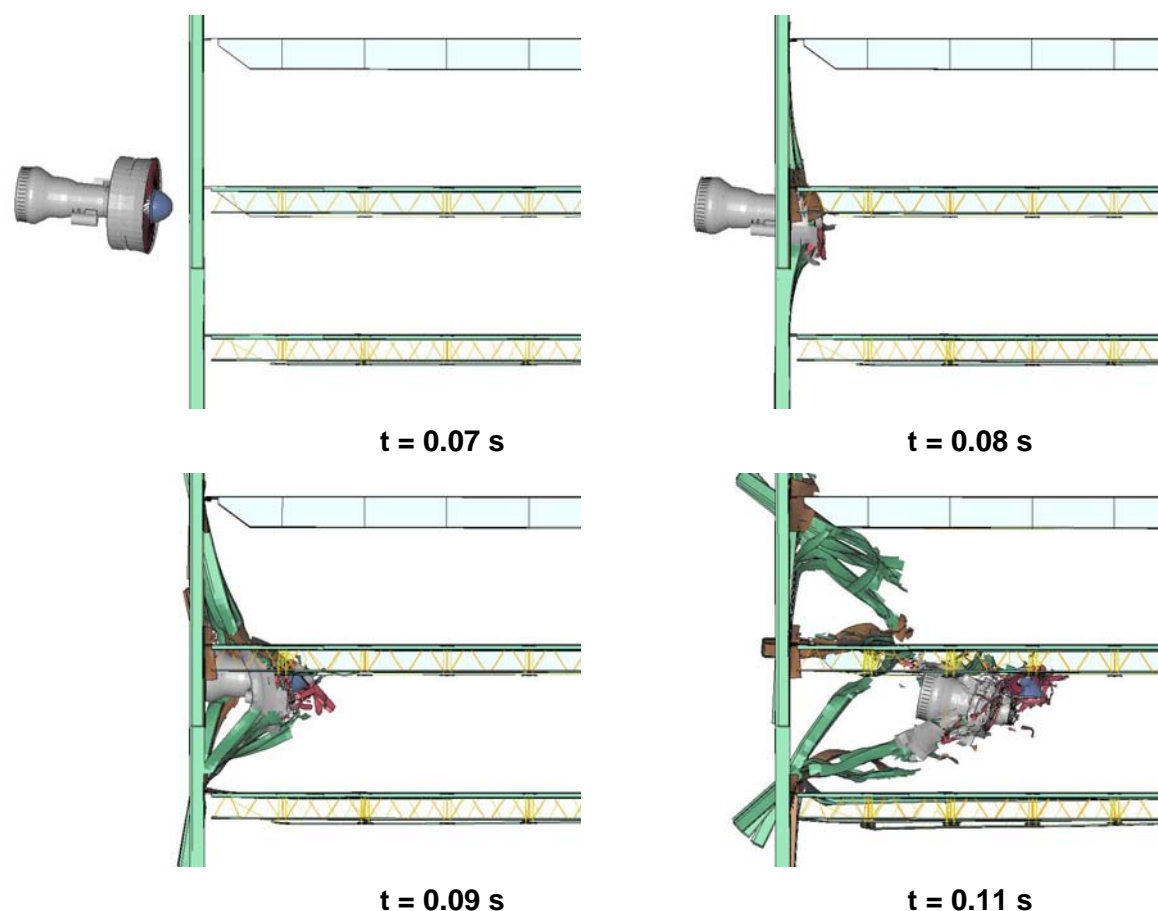 t = 0.07 s
t = 0.08 s
t = 0.09 s
t = 0.11 s